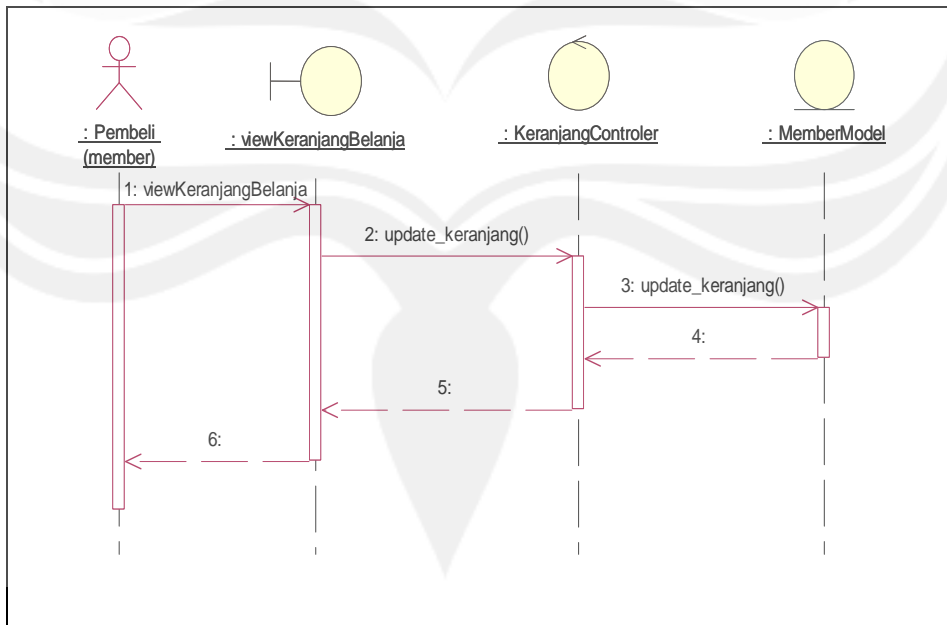 : Pembeli
(member)
: viewKeranjangBelanja
: KeranjangControler
: MemberModel
1: viewKeranjangBelanja
2: update_keranjang()
3: update_keranjang()
4:
5:
6: